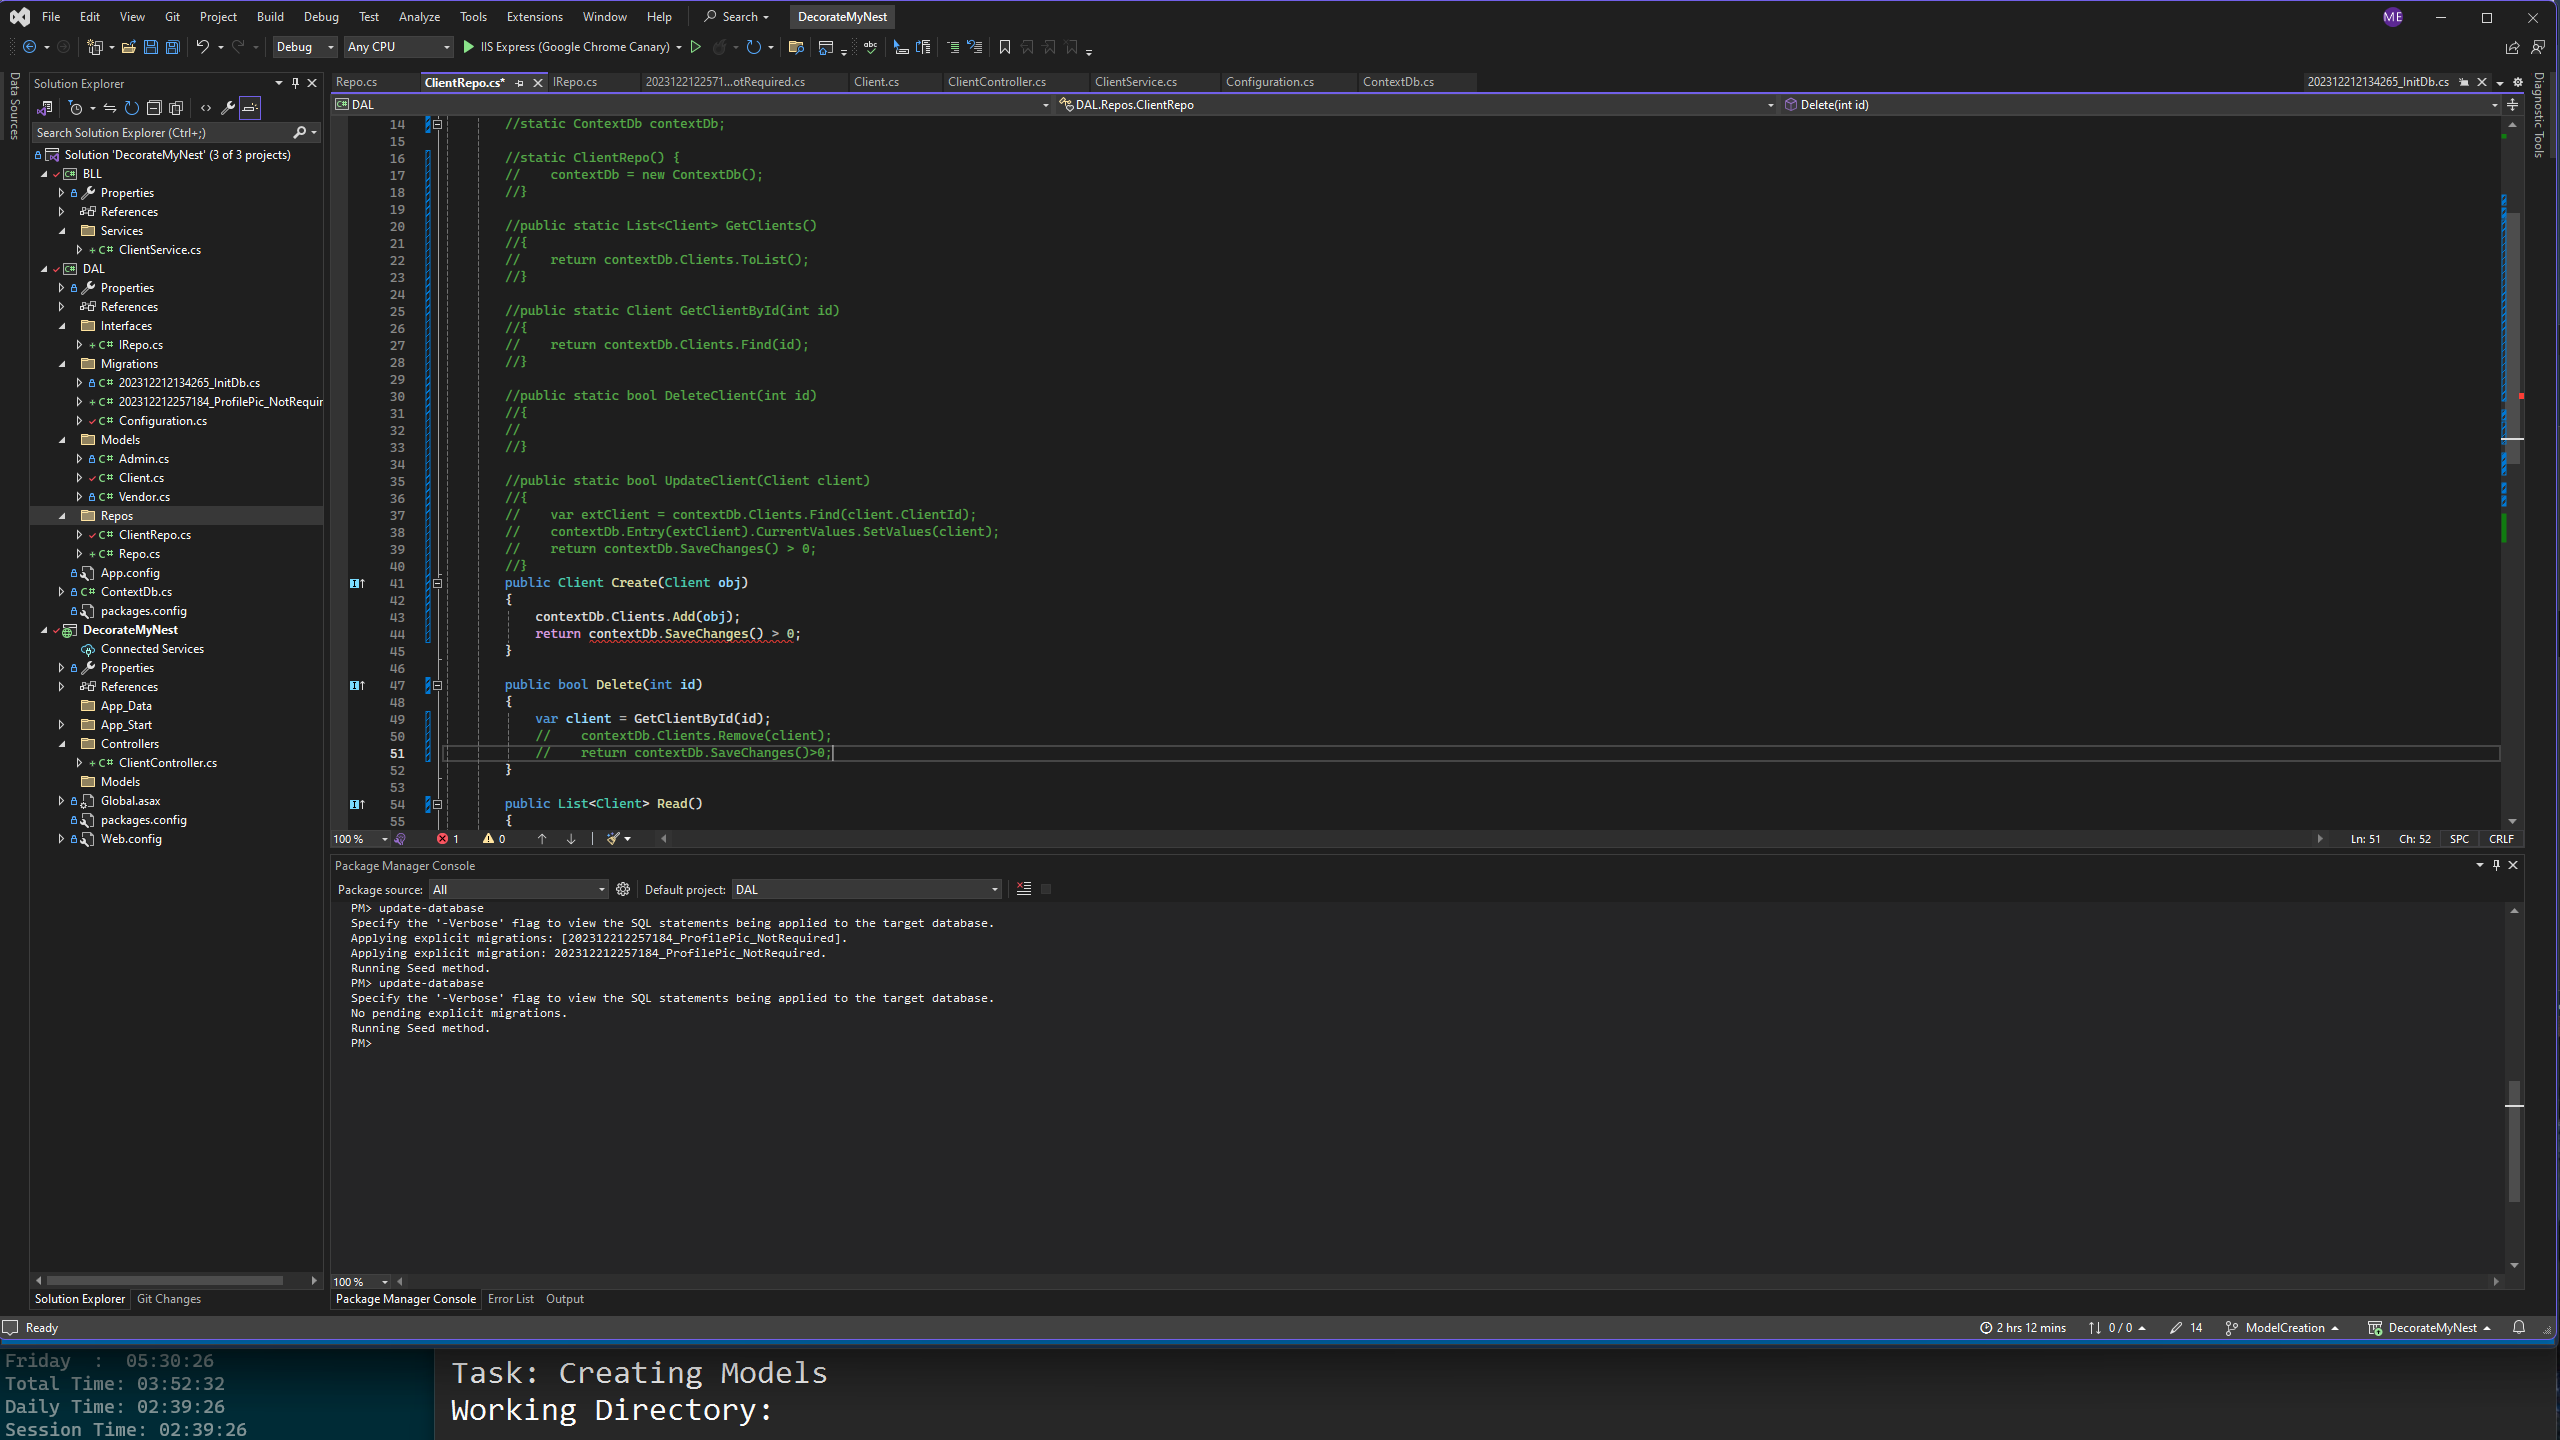 File Edit View Git Project Build Debug Test Analyze Tools Extensions Window Help Search DecorateMyNest ME
Debug Any CPU IIS Express (Google Chrome Canary)
Data Sources
Solution Explorer
Search Solution Explorer (Ctrl+;)
Solution 'DecorateMyNest' (3 of 3 projects)
BLL
Properties
References
Services
C# ClientService.cs
DAL
Properties
References
Interfaces
C# IRepo.cs
Migrations
C# 202312212134265_InitDb.cs
C# 202312212257184_ProfilePic_NotRequir
C# Configuration.cs
Models
C# Admin.cs
C# Client.cs
C# Vendor.cs
Repos
C# ClientRepo.cs
C# Repo.cs
App.config
C# ContextDb.cs
packages.config
DecorateMyNest
Connected Services
Properties
References
App_Data
App_Start
Controllers
C# ClientController.cs
Models
Global.asax
packages.config
Web.config
Solution Explorer Git Changes
Repo.cs ClientRepo.cs* IRepo.cs 2023122122571...otRequired.cs Client.cs ClientController.cs ClientService.cs Configuration.cs ContextDb.cs 202312212134265_InitDb.cs
DAL DAL.Repos.ClientRepo Delete(int id)
14 //static ContextDb contextDb;
15
16 //static ClientRepo() {
17 // contextDb = new ContextDb();
18 //}
19
20 //public static List<Client> GetClients()
21 //{
22 // return contextDb.Clients.ToList();
23 //}
24
25 //public static Client GetClientById(int id)
26 //{
27 // return contextDb.Clients.Find(id);
28 //}
29
30 //public static bool DeleteClient(int id)
31 //{
32 //
33 //}
34
35 //public static bool UpdateClient(Client client)
36 //{
37 // var extClient = contextDb.Clients.Find(client.ClientId);
38 // contextDb.Entry(extClient).CurrentValues.SetValues(client);
39 // return contextDb.SaveChanges() > 0;
40 //}
41 public Client Create(Client obj)
42 {
43 contextDb.Clients.Add(obj);
44 return contextDb.SaveChanges() > 0;
45 }
46
47 public bool Delete(int id)
48 {
49 var client = GetClientById(id);
50 // contextDb.Clients.Remove(client);
51 // return contextDb.SaveChanges()>0;
52 }
53
54 public List<Client> Read()
55 {
100 % 1 0 Ln: 51 Ch: 52 SPC CRLF
Diagnostic Tools
Package Manager Console
Package source: All Default project: DAL
PM> update-database
Specify the '-Verbose' flag to view the SQL statements being applied to the target database.
Applying explicit migrations: [202312212257184_ProfilePic_NotRequired].
Applying explicit migration: 202312212257184_ProfilePic_NotRequired.
Running Seed method.
PM> update-database
Specify the '-Verbose' flag to view the SQL statements being applied to the target database.
No pending explicit migrations.
Running Seed method.
PM>
100 %
Package Manager Console Error List Output
Ready 2 hrs 12 mins 0 / 0 14 ModelCreation DecorateMyNest
Friday : 05:30:26
Total Time: 03:52:32
Daily Time: 02:39:26
Session Time: 02:39:26
Task: Creating Models
Working Directory: